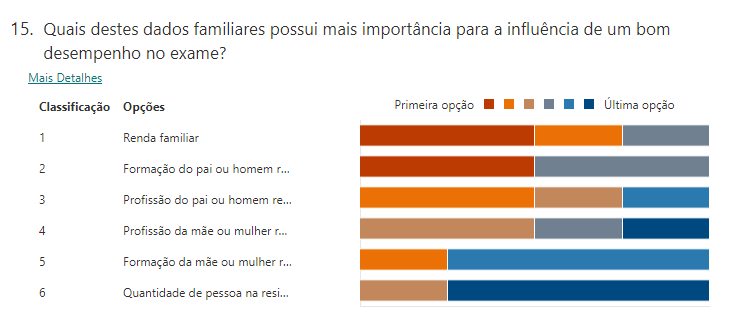 15. Quais destes dados familiares possui mais importância para a influência de um bom
desempenho no exame?
Mais Detalhes
Classificação Opções Primeira opção Última opção
1 Renda familiar
2 Formação do pai ou homem r...
3 Profissão do pai ou homem re...
4 Profissão da mãe ou mulher r...
5 Formação da mãe ou mulher r...
6 Quantidade de pessoa na resi...